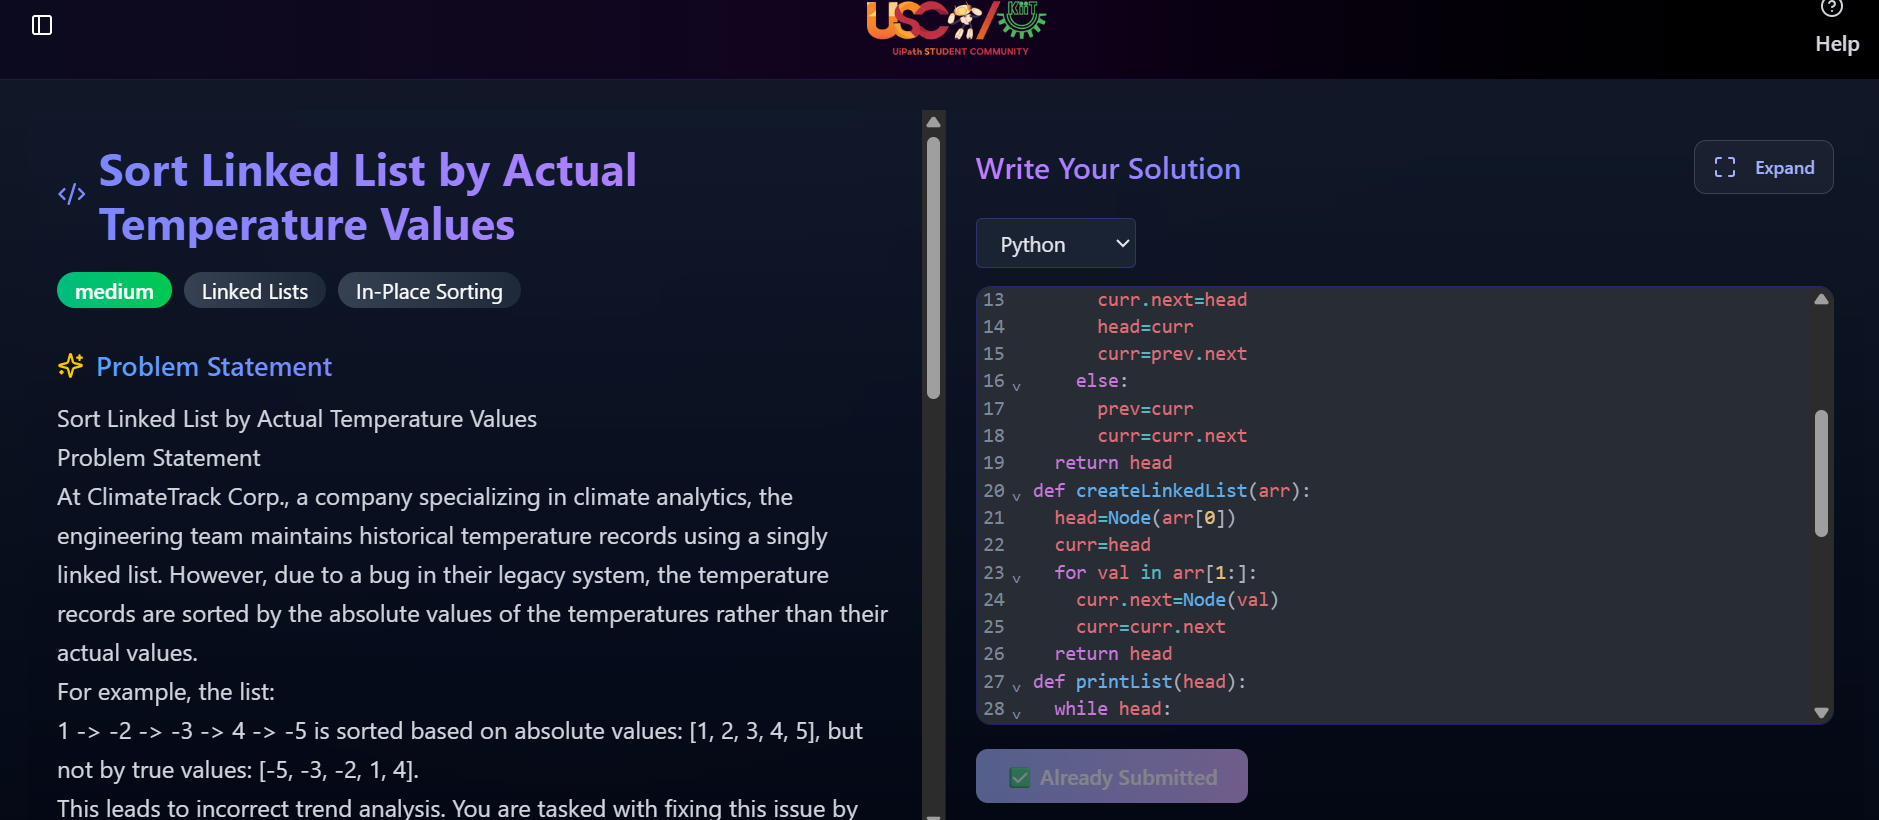 USC/KIIT
UiPath STUDENT COMMUNITY
Help
</> Sort Linked List by Actual
Temperature Values
medium
Linked Lists
In-Place Sorting
Problem Statement
Sort Linked List by Actual Temperature Values
Problem Statement
At ClimateTrack Corp., a company specializing in climate analytics, the
engineering team maintains historical temperature records using a singly
linked list. However, due to a bug in their legacy system, the temperature
records are sorted by the absolute values of the temperatures rather than their
actual values.
For example, the list:
1 -> -2 -> -3 -> 4 -> -5 is sorted based on absolute values: [1, 2, 3, 4, 5], but
not by true values: [-5, -3, -2, 1, 4].
This leads to incorrect trend analysis. You are tasked with fixing this issue by
Write Your Solution
Expand
Python
13 curr.next=head
14 head=curr
15 curr=prev.next
16 else:
17 prev=curr
18 curr=curr.next
19 return head
20 def createLinkedList(arr):
21 head=Node(arr[0])
22 curr=head
23 for val in arr[1:]:
24 curr.next=Node(val)
25 curr=curr.next
26 return head
27 def printList(head):
28 while head:
✅ Already Submitted